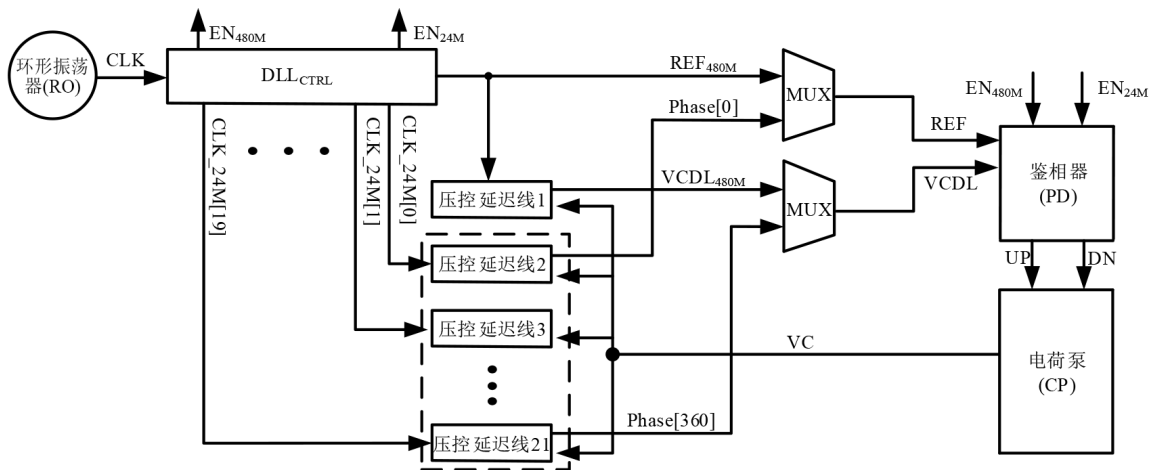 EN480M
EN24M
环形振荡
器(RO)
CLK
DLLCTRL
REF480M
MUX
EN480M
EN24M
Phase[0]
REF
CLK_24M[19]
CLK_24M[1]
CLK_24M[0]
压控延迟线1
VCDL480M
MUX
VCDL
鉴相器
(PD)
压控延迟线2
UP
DN
压控延迟线3
VC
电荷泵
(CP)
Phase[360]
压控延迟线21